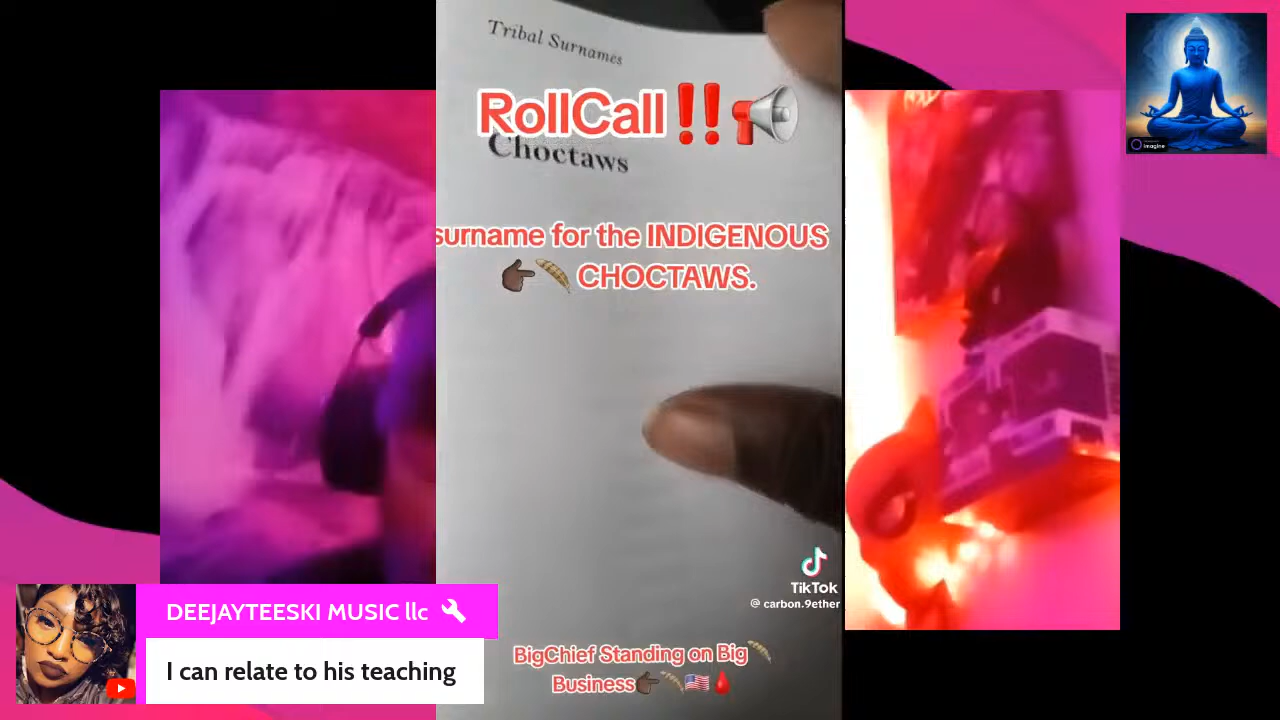 Tribal Surnames
RollCall‼️📢
Choctaws
surname for the INDIGENOUS
👉🏿🪶 CHOCTAWS.
TikTok
@ carbon.9ether
BigChief Standing on Big🪶
Business👉🏿🪶🇺🇸🩸
imagine
DEEJAYTEESKI MUSIC llc 🔧
I can relate to his teaching